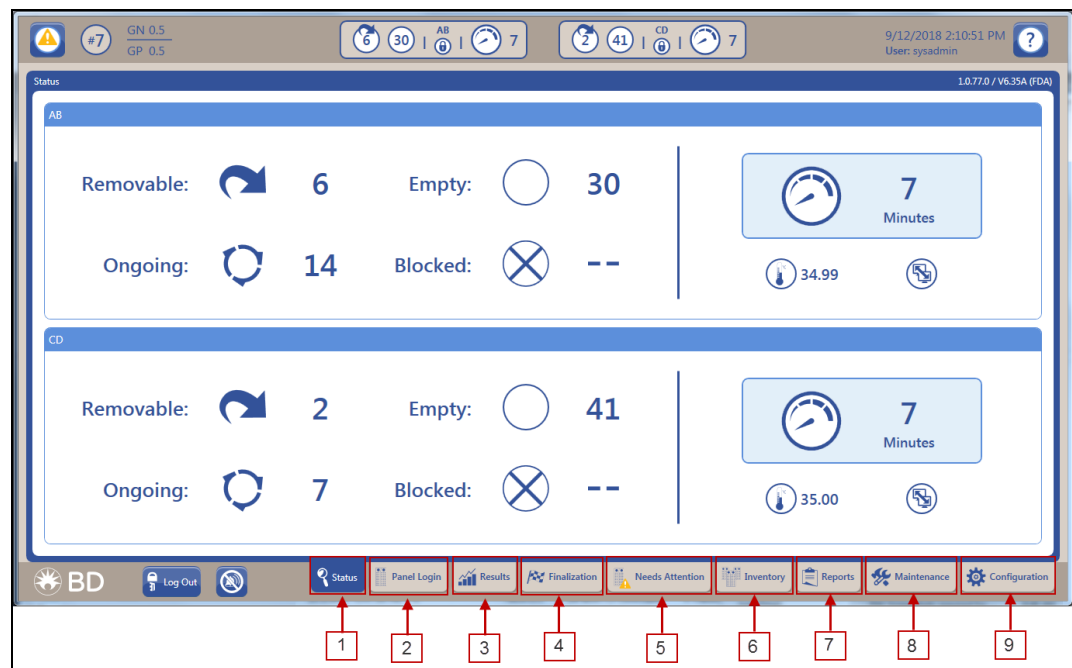 #7
GN 0.5
GP 0.5
6 30 | AB | 7
2 41 | CD | 7
9/12/2018 2:10:51 PM
User: sysadmin
?
Status
1.0.77.0 / V6.35A (FDA)
AB
Removable: 6 Empty: 30
7
Minutes
Ongoing: 14 Blocked: --
34.99
CD
Removable: 2 Empty: 41
7
Minutes
Ongoing: 7 Blocked: --
35.00
BD Log Out Status Panel Login Results Finalization Needs Attention Inventory Reports Maintenance Configuration
1 2 3 4 5 6 7 8 9